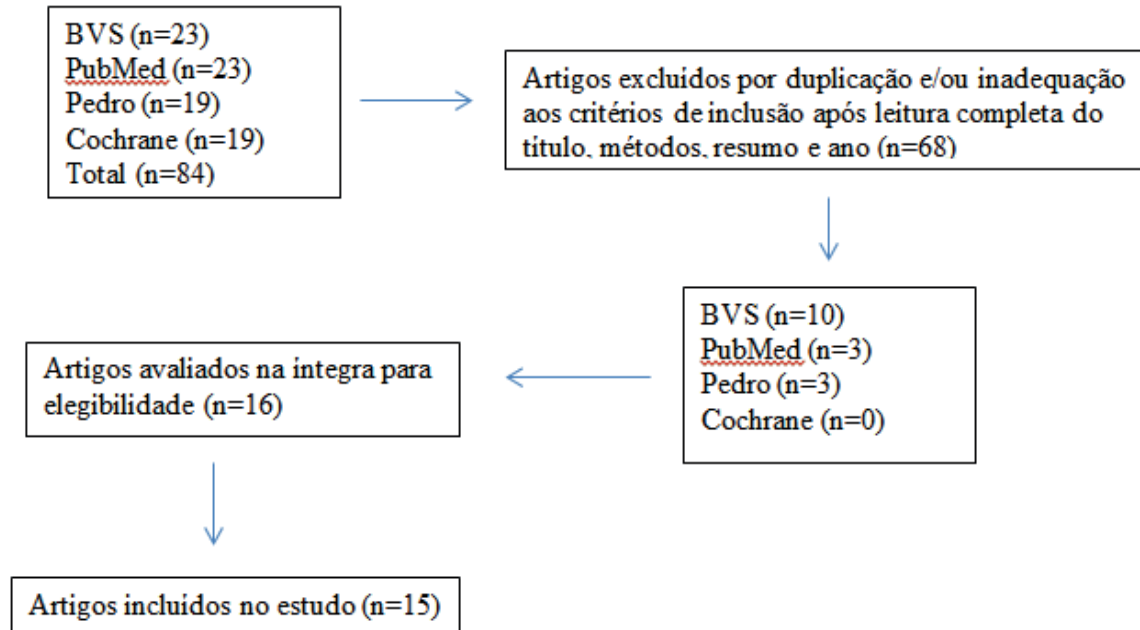 BVS (n=23)
PubMed (n=23)
Pedro (n=19)
Cochrane (n=19)
Total (n=84)
Artigos excluídos por duplicação e/ou inadequação
aos critérios de inclusão após leitura completa do
título, métodos, resumo e ano (n=68)
BVS (n=10)
PubMed (n=3)
Pedro (n=3)
Cochrane (n=0)
Artigos avaliados na íntegra para
elegibilidade (n=16)
Artigos incluídos no estudo (n=15)